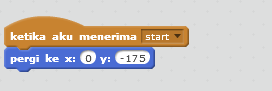 ketika aku menerima start
pergi ke x: 0 y: -175